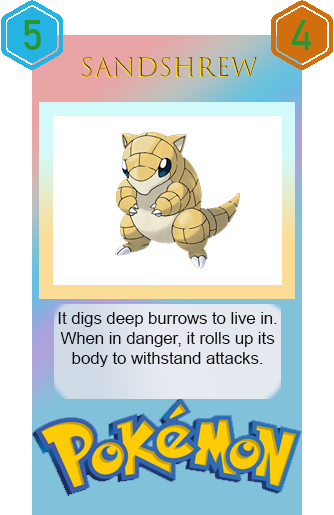 5
4
SANDSHREW
It digs deep burrows to live in.
When in danger, it rolls up its
body to withstand attacks.
POKéMON